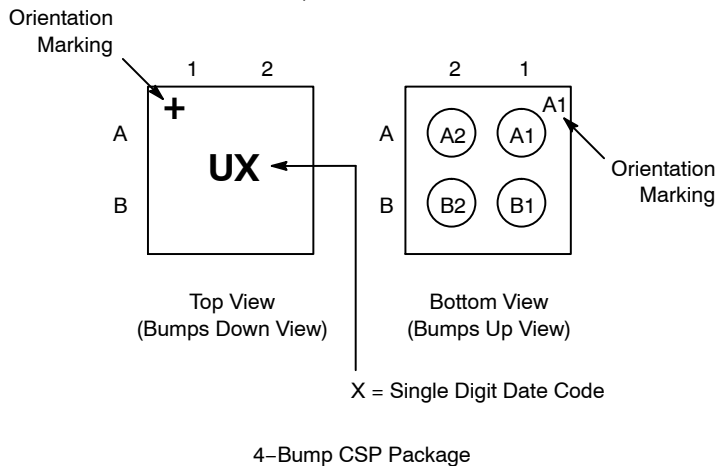 Orientation
Marking
1 2
+
A
UX
B
Top View
(Bumps Down View)
2 1
A1
A
A2 A1
B
B2 B1
Orientation
Marking
Bottom View
(Bumps Up View)
X = Single Digit Date Code
4−Bump CSP Package